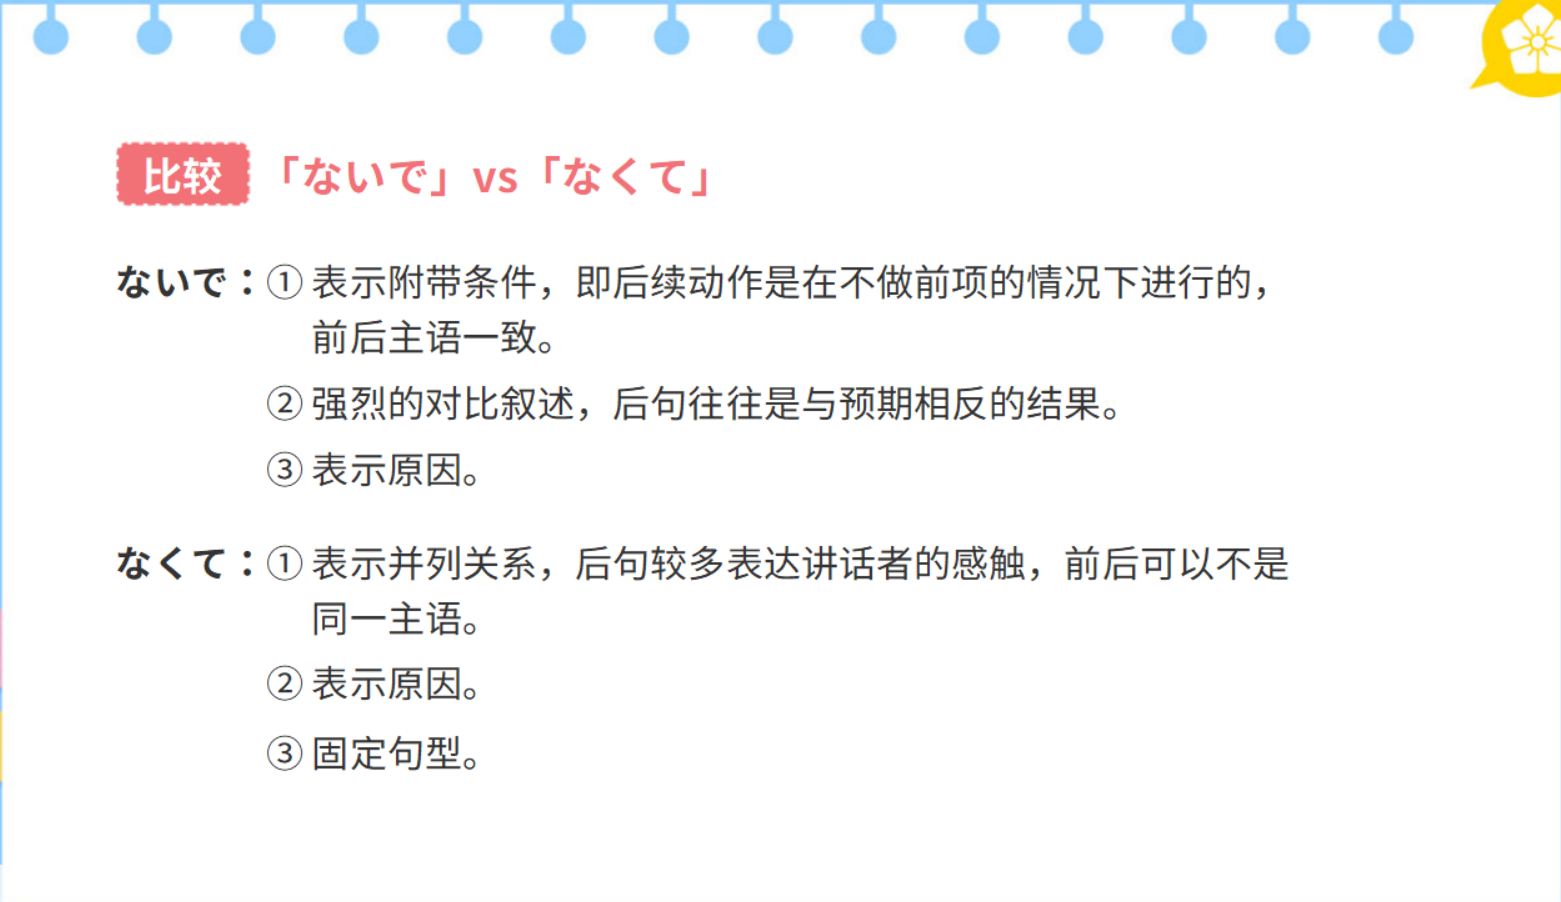 比较 「ないで」vs「なくて」
ないで：① 表示附带条件，即后续动作是在不做前项的情况下进行的，
前后主语一致。
② 强烈的对比叙述，后句往往是与预期相反的结果。
③ 表示原因。
なくて：① 表示并列关系，后句较多表达讲话者的感触，前后可以不是
同一主语。
② 表示原因。
③ 固定句型。